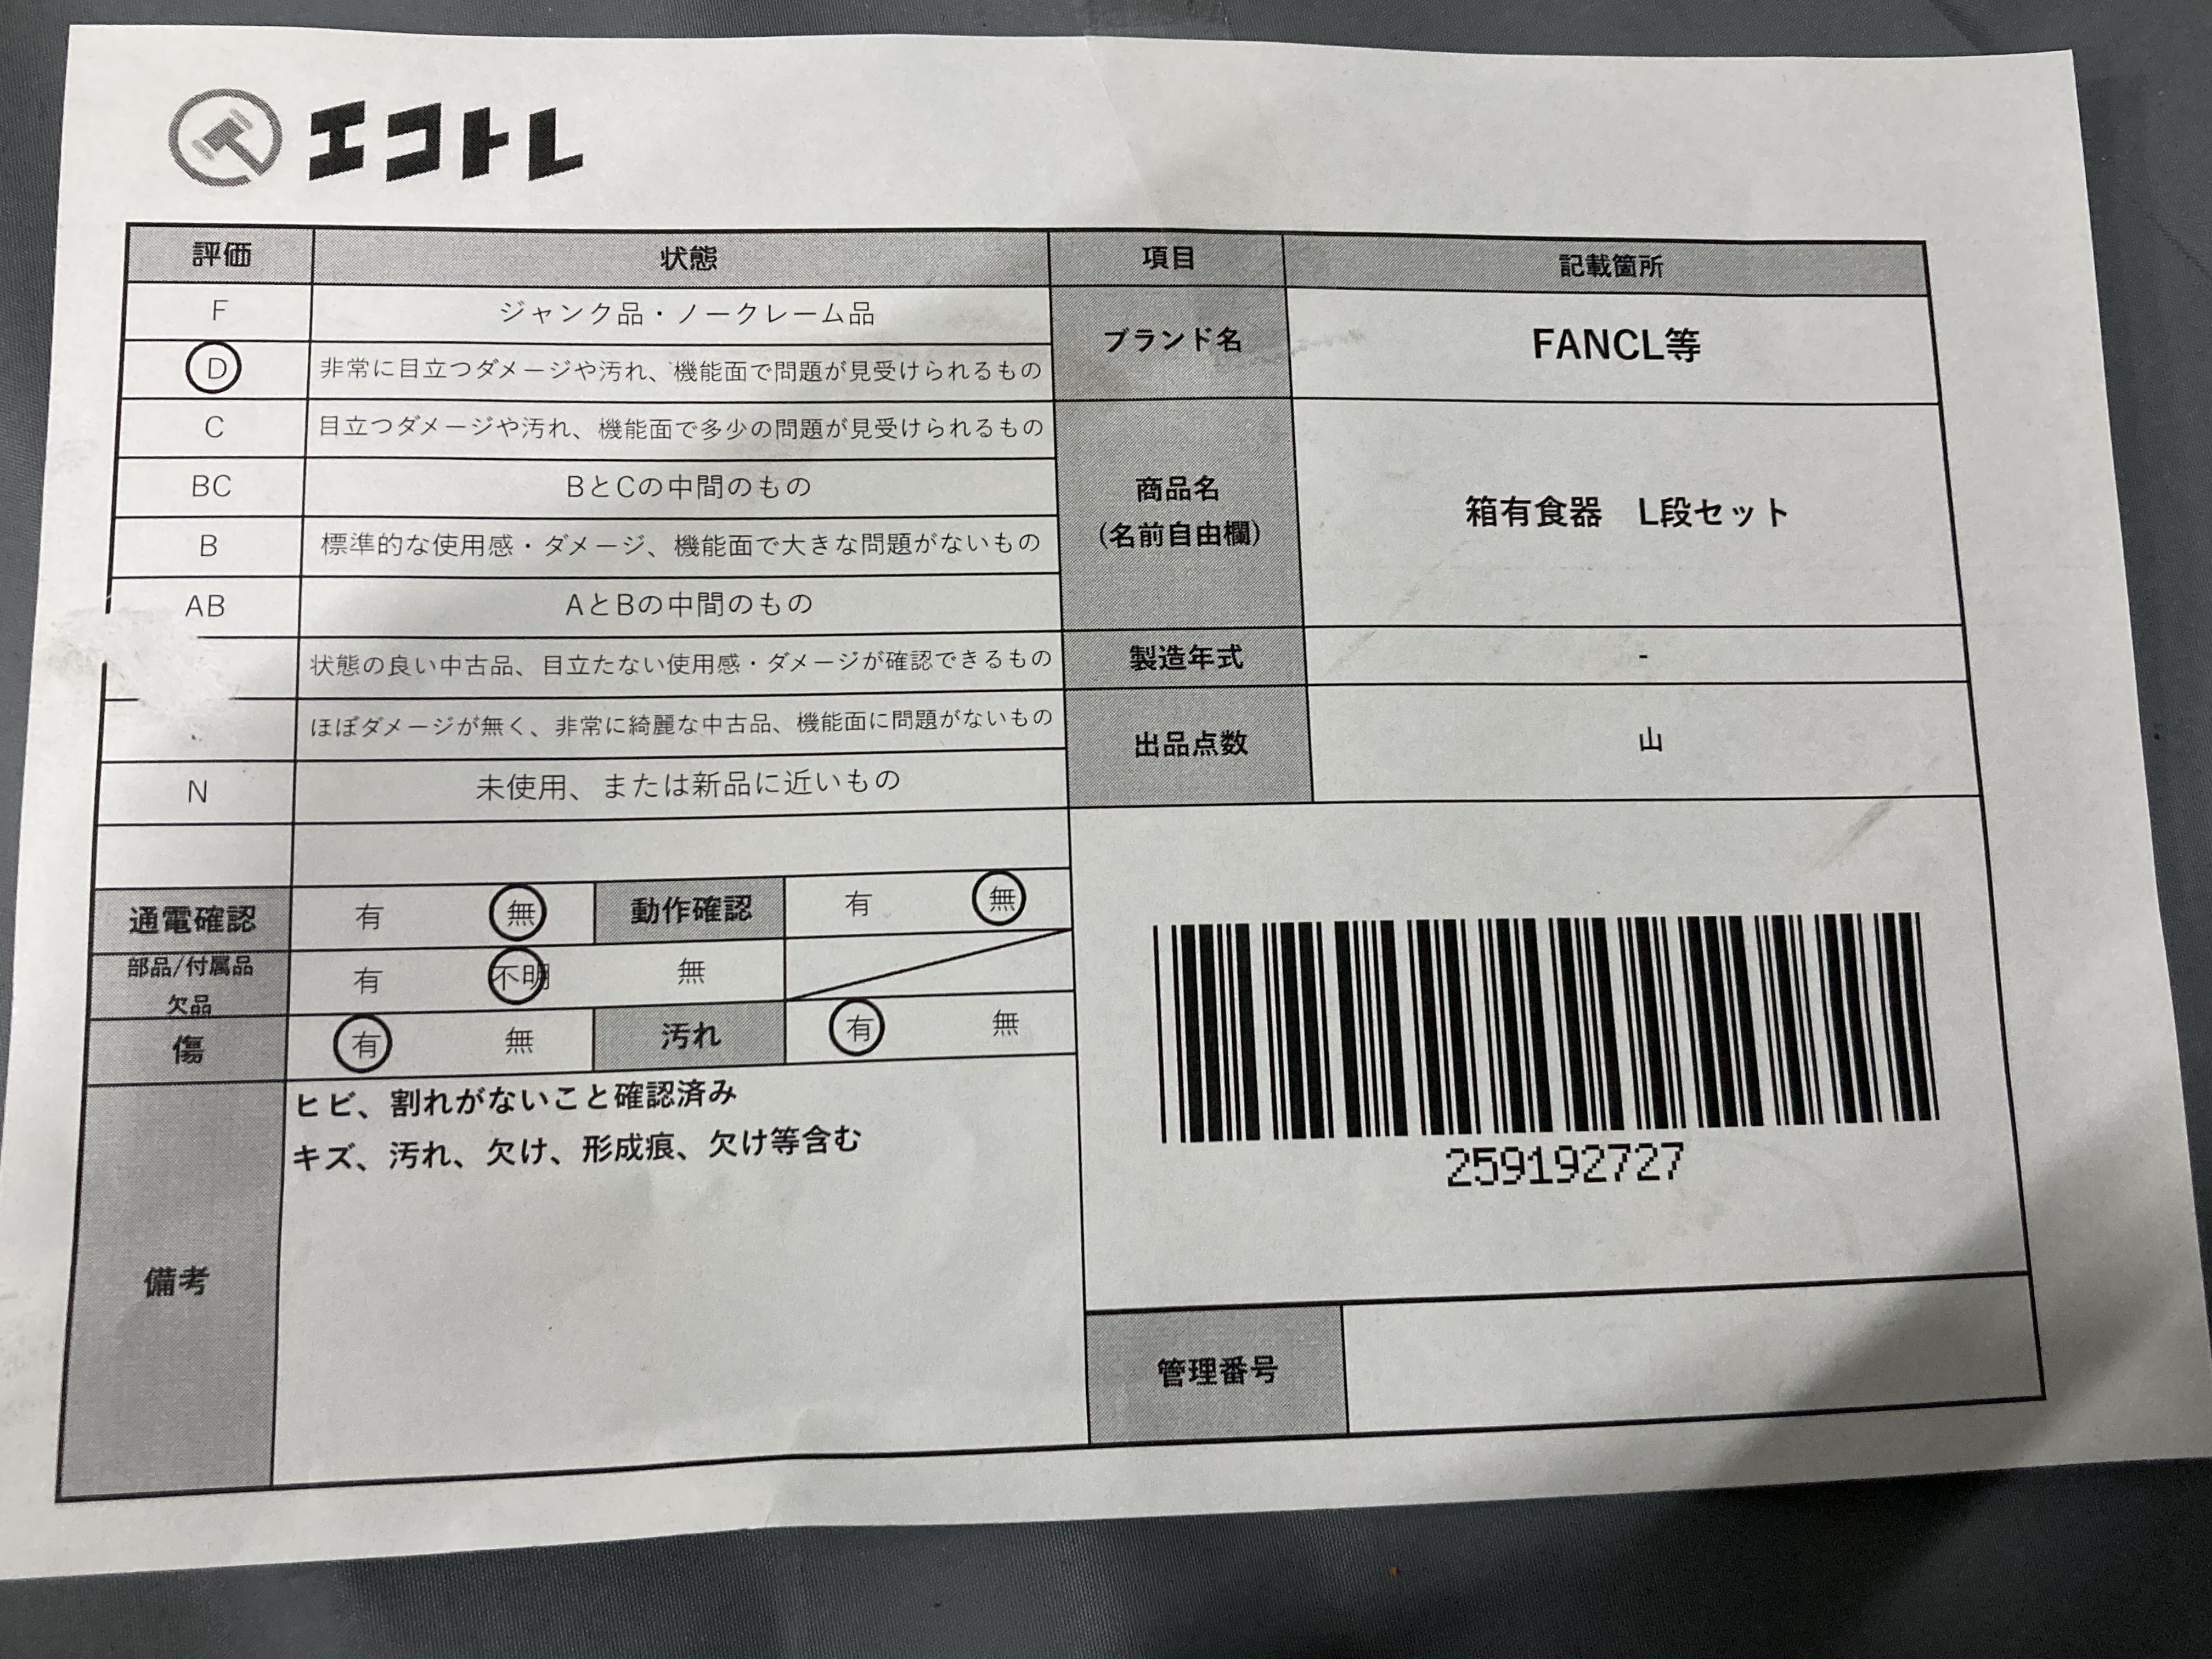 エコトレ
評価 状態 項目 記載箇所
F ジャンク品・ノークレーム品
D 非常に目立つダメージや汚れ、機能面で問題が見受けられるもの
C 目立つダメージや汚れ、機能面で多少の問題が見受けられるもの
BC BとCの中間のもの
B 標準的な使用感・ダメージ、機能面で大きな問題がないもの
AB AとBの中間のもの
状態の良い中古品、目立たない使用感・ダメージが確認できるもの
ほぼダメージが無く、非常に綺麗な中古品、機能面に問題がないもの
N 未使用、または新品に近いもの
ブランド名 FANCL等
商品名
(名前自由欄)
箱有食器 L段セット
製造年式 -
出品点数 山
通電確認 有 無 動作確認 有 無
部品/付属品
欠品
有 不明 無
傷 有 無 汚れ 有 無
備考
ヒビ、割れがないこと確認済み
キズ、汚れ、欠け、形成痕、欠け等含む
259192727
管理番号